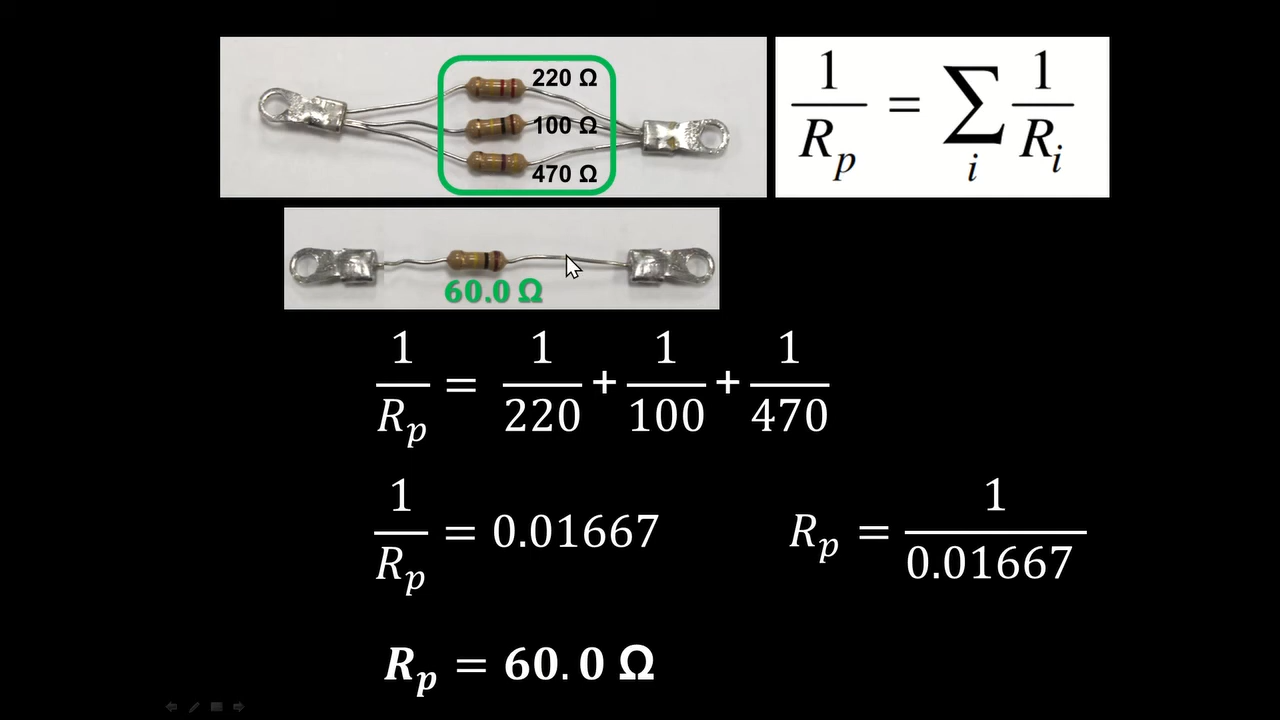 220 Ω
100 Ω
470 Ω
1/R_p = ∑_i 1/R_i
60.0 Ω
1/R_p = 1/220 + 1/100 + 1/470
1/R_p = 0.01667
R_p = 1/0.01667
R_p = 60.0 Ω